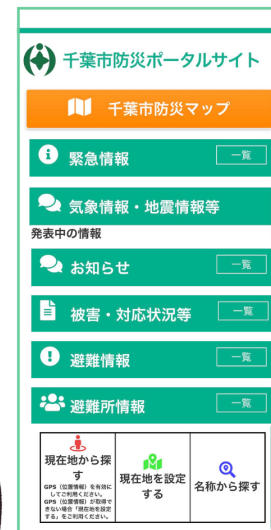 千葉市防災ポータルサイト
千葉市防災マップ
緊急情報
一覧
気象情報・地震情報等
発表中の情報
お知らせ
一覧
被害・対応状況等
一覧
避難情報
一覧
避難所情報
一覧
現在地から探
す
GPS（位置情報）を有効に
してご利用ください。
GPS（位置情報）が取得で
きない場合「現在地を設定
する」をご利用ください。
現在地を設定
する
名称から探す